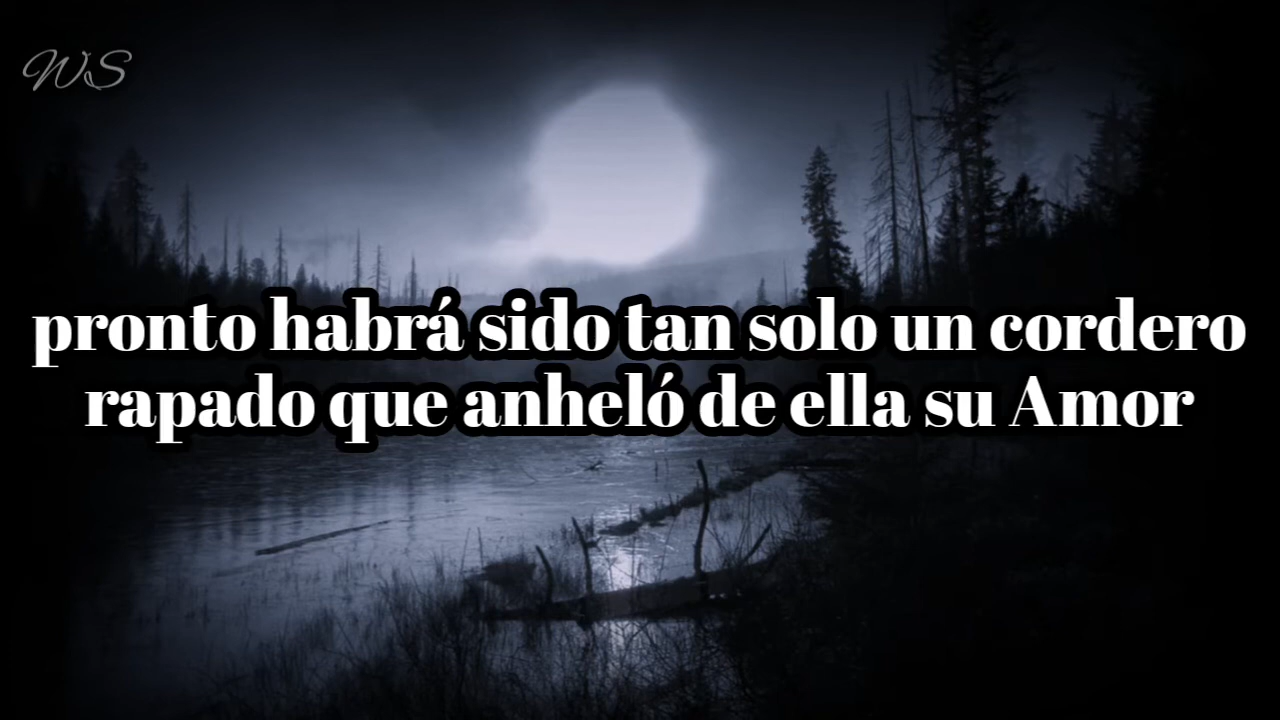 WS
pronto habrá sido tan solo un cordero
rapado que anheló de ella su Amor